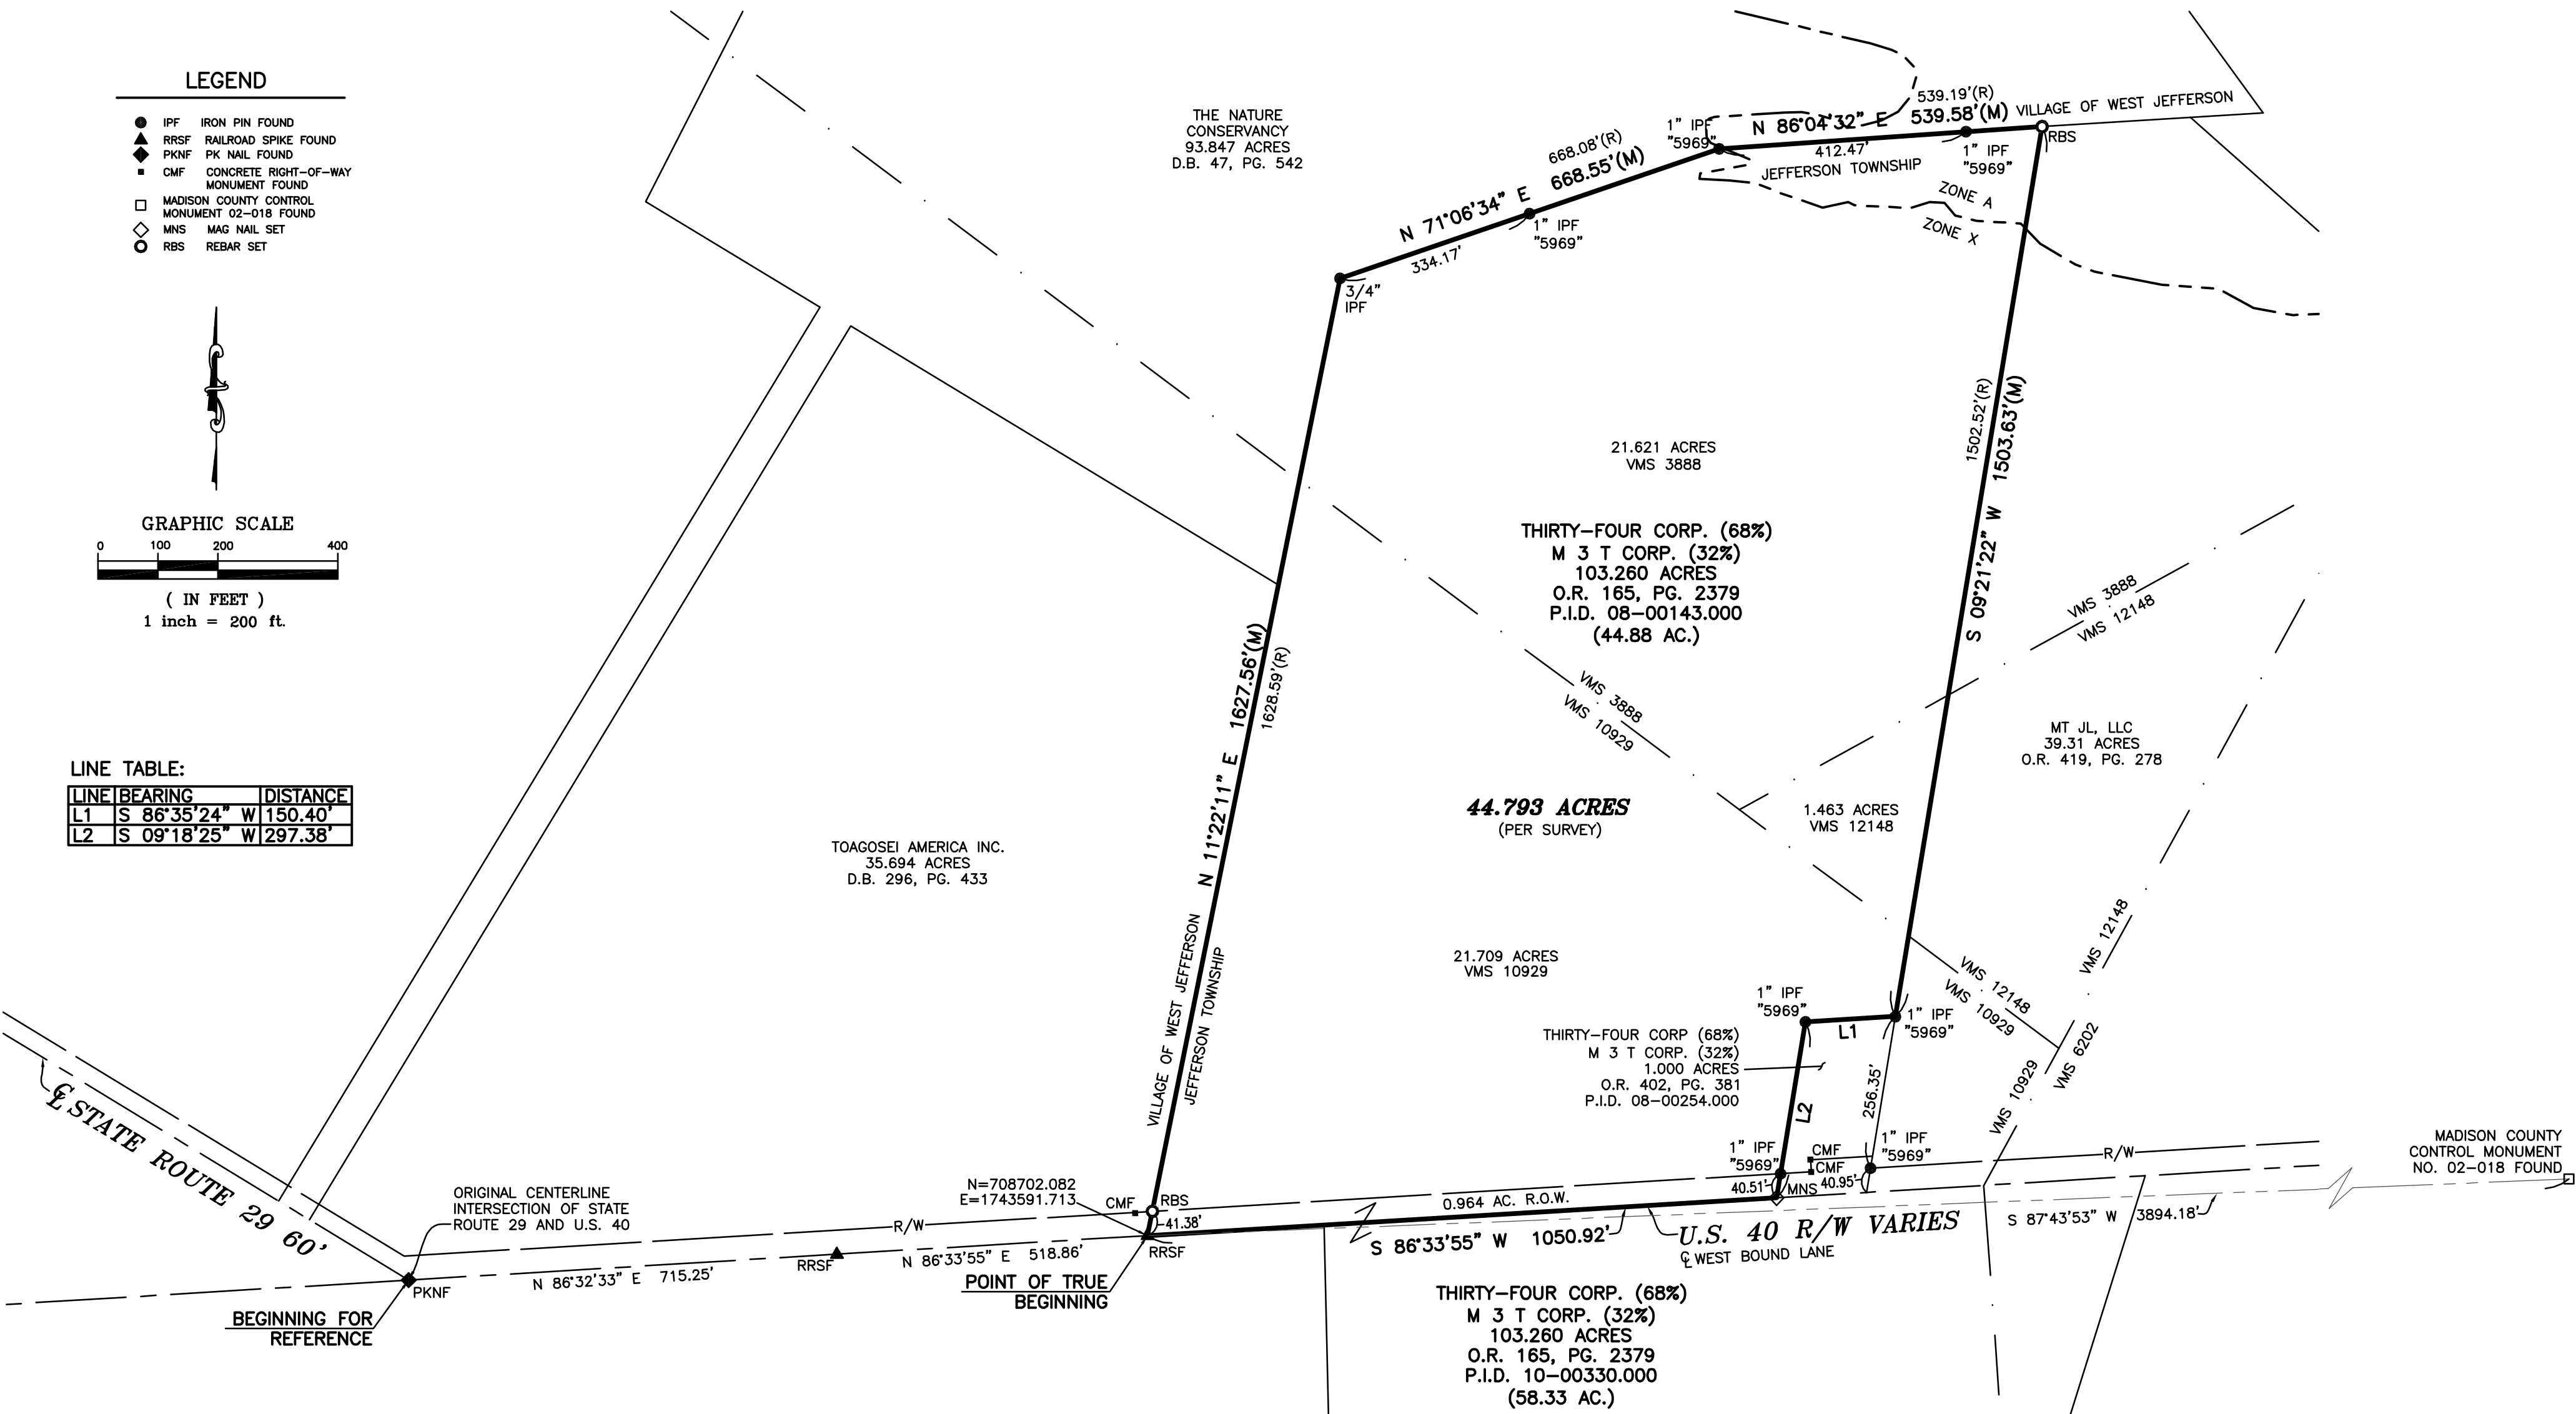 LEGEND
IPF IRON PIN FOUND
RRSF RAILROAD SPIKE FOUND
PKNF PK NAIL FOUND
CMF CONCRETE RIGHT-OF-WAY
MONUMENT FOUND
MADISON COUNTY CONTROL
MONUMENT 02-018 FOUND
MNS MAG NAIL SET
RBS REBAR SET
GRAPHIC SCALE
0 100 200 400
( IN FEET )
1 inch = 200 ft.
LINE TABLE:
LINE BEARING DISTANCE
L1 S 86°35'24" W 150.40'
L2 S 09°18'25" W 297.38'
THE NATURE
CONSERVANCY
93.847 ACRES
D.B. 47, PG. 542
668.08'(R)
N 71°06'34" E 668.55'(M)
334.17'
3/4"
IPF
1" IPF
"5969"
1" IPF
"5969"
539.19'(R)
N 86°04'32" E 539.58'(M)
412.47'
1" IPF
"5969"
VILLAGE OF WEST JEFFERSON
JEFFERSON TOWNSHIP
RBS
ZONE A
ZONE X
1502.52'(R)
S 09°21'22" W 1503.63'(M)
21.621 ACRES
VMS 3888
THIRTY-FOUR CORP. (68%)
M 3 T CORP. (32%)
103.260 ACRES
O.R. 165, PG. 2379
P.I.D. 08-00143.000
(44.88 AC.)
VMS 3888
VMS 12148
VMS 3888
VMS 10929
N 11°22'11" E 1627.56'(M)
1628.59'(R)
MT JL, LLC
39.31 ACRES
O.R. 419, PG. 278
44.793 ACRES
(PER SURVEY)
1.463 ACRES
VMS 12148
TOAGOSEI AMERICA INC.
35.694 ACRES
D.B. 296, PG. 433
VILLAGE OF WEST JEFFERSON
JEFFERSON TOWNSHIP
21.709 ACRES
VMS 10929
VMS 12148
VMS 10929
VMS 12148
VMS 6202
VMS 10929
1" IPF
"5969"
L1
1" IPF
"5969"
THIRTY-FOUR CORP (68%)
M 3 T CORP. (32%)
1.000 ACRES
O.R. 402, PG. 381
P.I.D. 08-00254.000
L2
256.35'
1" IPF
"5969"
CMF
CMF
1" IPF
"5969"
40.51'
MNS
40.95'
R/W
MADISON COUNTY
CONTROL MONUMENT
NO. 02-018 FOUND
℄ STATE ROUTE 29 60'
ORIGINAL CENTERLINE
INTERSECTION OF STATE
ROUTE 29 AND U.S. 40
N=708702.082
E=1743591.713
CMF
RBS
41.38'
RRSF
R/W
0.964 AC. R.O.W.
S 86°33'55" W 1050.92'
U.S. 40 R/W VARIES
℄ WEST BOUND LANE
S 87°43'53" W 3894.18'
PKNF
N 86°32'33" E 715.25'
RRSF
N 86°33'55" E 518.86'
POINT OF TRUE
BEGINNING
BEGINNING FOR
REFERENCE
THIRTY-FOUR CORP. (68%)
M 3 T CORP. (32%)
103.260 ACRES
O.R. 165, PG. 2379
P.I.D. 10-00330.000
(58.33 AC.)